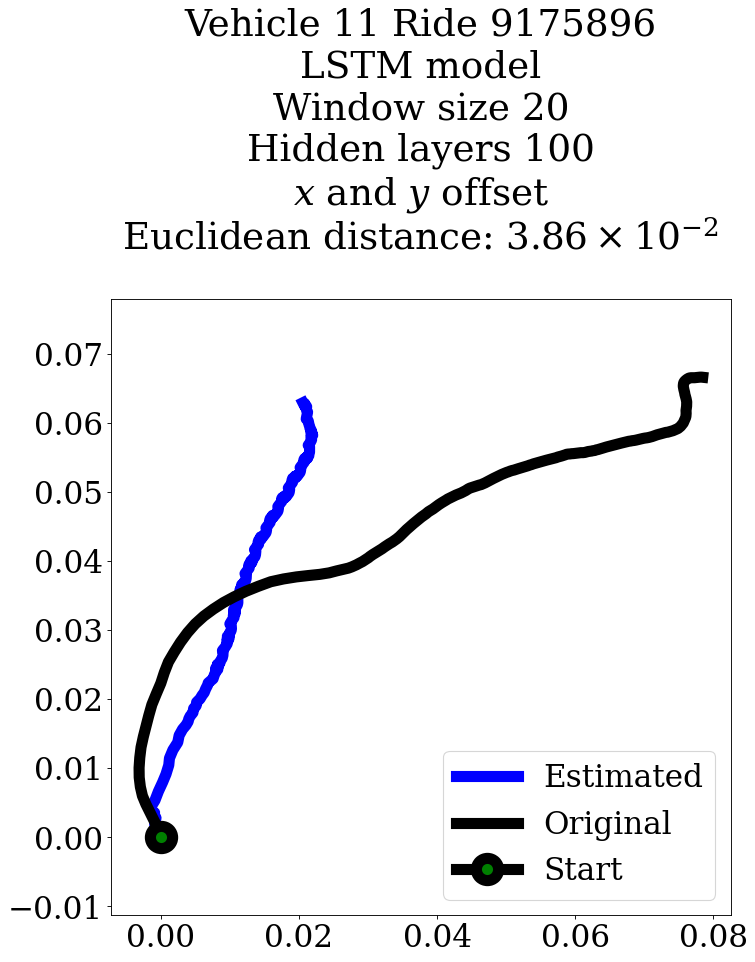 Vehicle 11 Ride 9175896
LSTM model
Window size 20
Hidden layers 100
x and y offset
Euclidean distance: 3.86 × 10⁻²
0.07
0.06
0.05
0.04
0.03
0.02
0.01
0.00
−0.01
Estimated
Original
Start
0.00 0.02 0.04 0.06 0.08